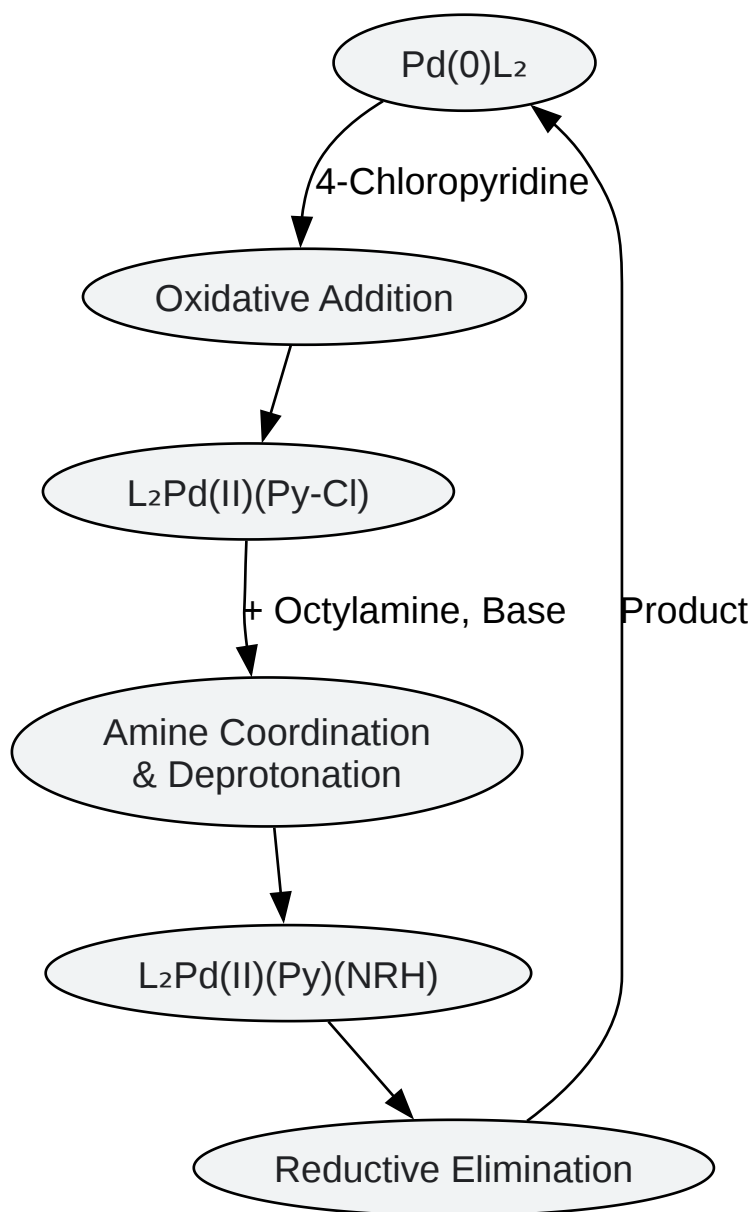 Pd(0)L₂
4-Chloropyridine
Oxidative Addition
L₂Pd(II)(Py-Cl)
+ Octylamine, Base
Product
Amine Coordination
& Deprotonation
L₂Pd(II)(Py)(NRH)
Reductive Elimination